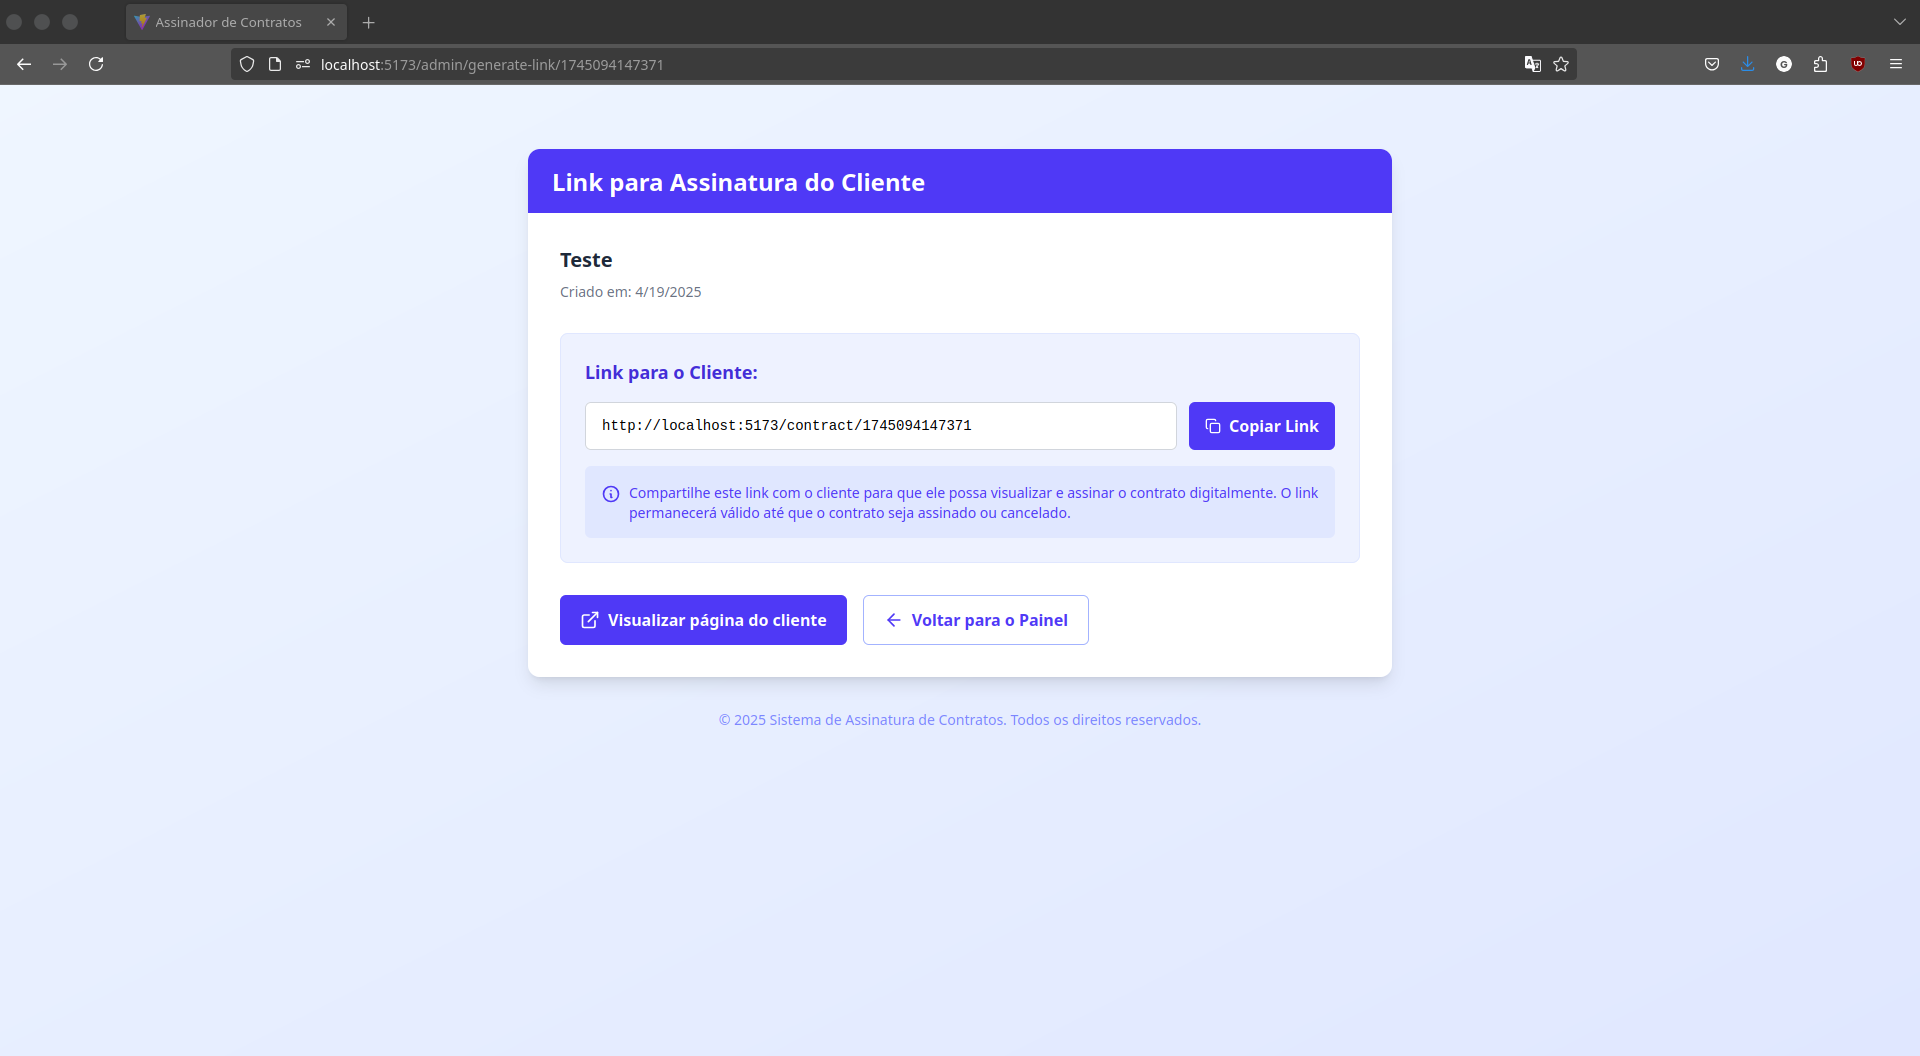 Assinador de Contratos
localhost:5173/admin/generate-link/1745094147371
Link para Assinatura do Cliente
Teste
Criado em: 4/19/2025
Link para o Cliente:
http://localhost:5173/contract/1745094147371
Copiar Link
Compartilhe este link com o cliente para que ele possa visualizar e assinar o contrato digitalmente. O link
permanecerá válido até que o contrato seja assinado ou cancelado.
Visualizar página do cliente
Voltar para o Painel
© 2025 Sistema de Assinatura de Contratos. Todos os direitos reservados.